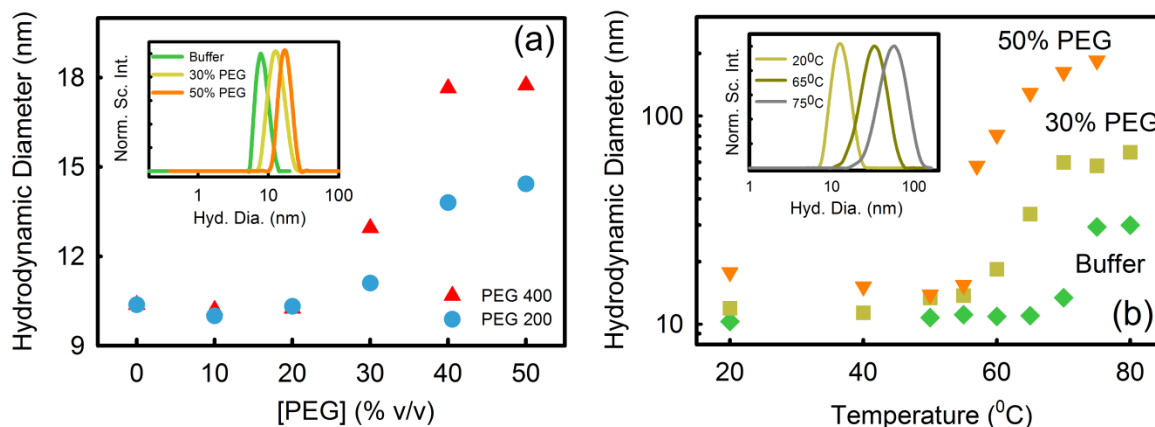 (a)
Hydrodynamic Diameter (nm)
18
15
12
9
0 10 20 30 40 50
[PEG] (% v/v)
PEG 400
PEG 200
Buffer
30% PEG
50% PEG
Norm. Sc. Int.
1 10 100
Hyd. Dia. (nm)
(b)
Hydrodynamic Diameter (nm)
100
10
20 40 60 80
Temperature (⁰C)
50% PEG
30% PEG
Buffer
20⁰C
65⁰C
75⁰C
Norm. Sc. Int.
1 10 100
Hyd. Dia. (nm)